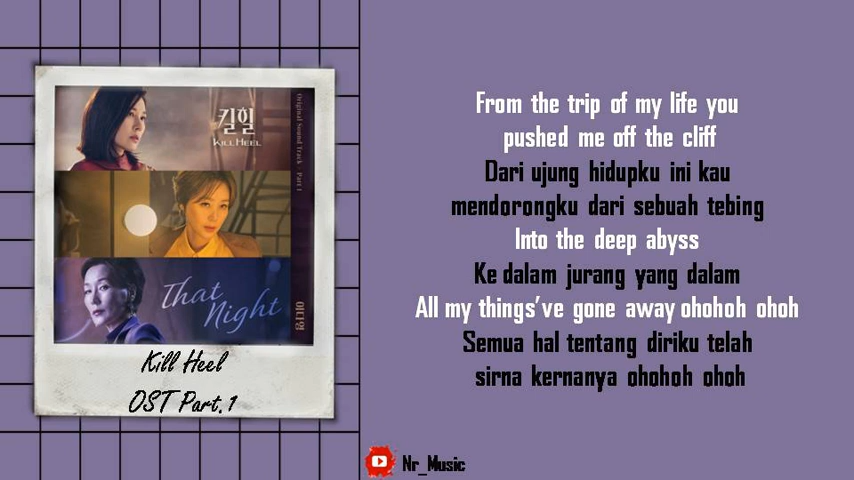 킬힐
KILL HEEL
Original Sound Track Part 1
That
Night
이다영
Kill Heel
OST Part.1
From the trip of my life you
pushed me off the cliff
Dari ujung hidupku ini kau
mendorongku dari sebuah tebing
Into the deep abyss
Ke dalam jurang yang dalam
All my things've gone away ohohoh ohoh
Semua hal tentang diriku telah
sirna kernanya ohohoh ohoh
Nr_Music